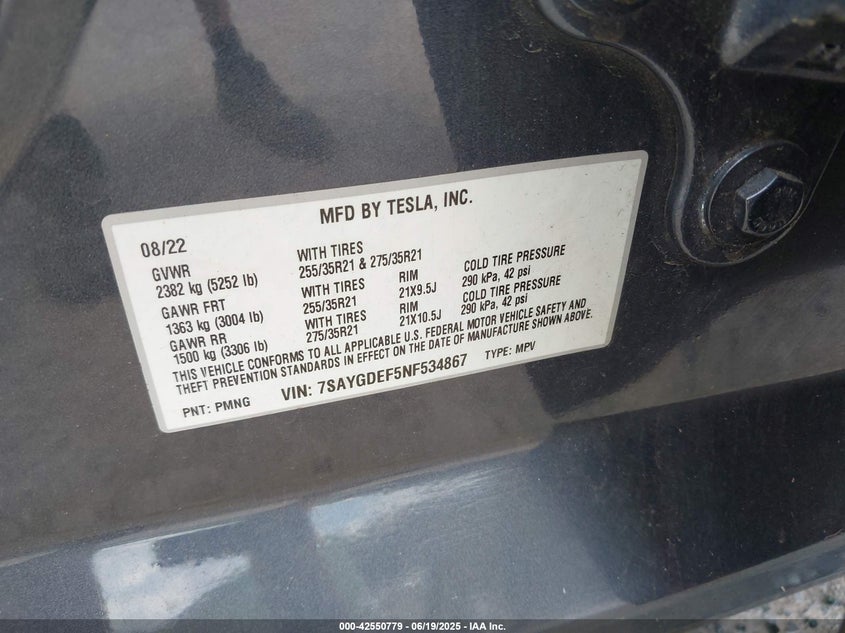 MFD BY TESLA, INC.
08/22
GVWR WITH TIRES
2382 kg (5252 lb) 255/35R21 & 275/35R21 COLD TIRE PRESSURE
GAWR FRT WITH TIRES RIM 290 kPa, 42 psi
1363 kg (3004 lb) 255/35R21 21X9.5J COLD TIRE PRESSURE
GAWR RR WITH TIRES RIM 290 kPa, 42 psi
1500 kg (3306 lb) 275/35R21 21X10.5J
THIS VEHICLE CONFORMS TO ALL APPLICABLE U.S. FEDERAL MOTOR VEHICLE SAFETY AND
THEFT PREVENTION STANDARDS IN EFFECT ON THE DATE OF MANUFACTURE SHOWN ABOVE.
PNT: PMNG VIN: 7SAYGDEF5NF534867 TYPE: MPV
000-42550779 - 06/19/2025 - IAA Inc.